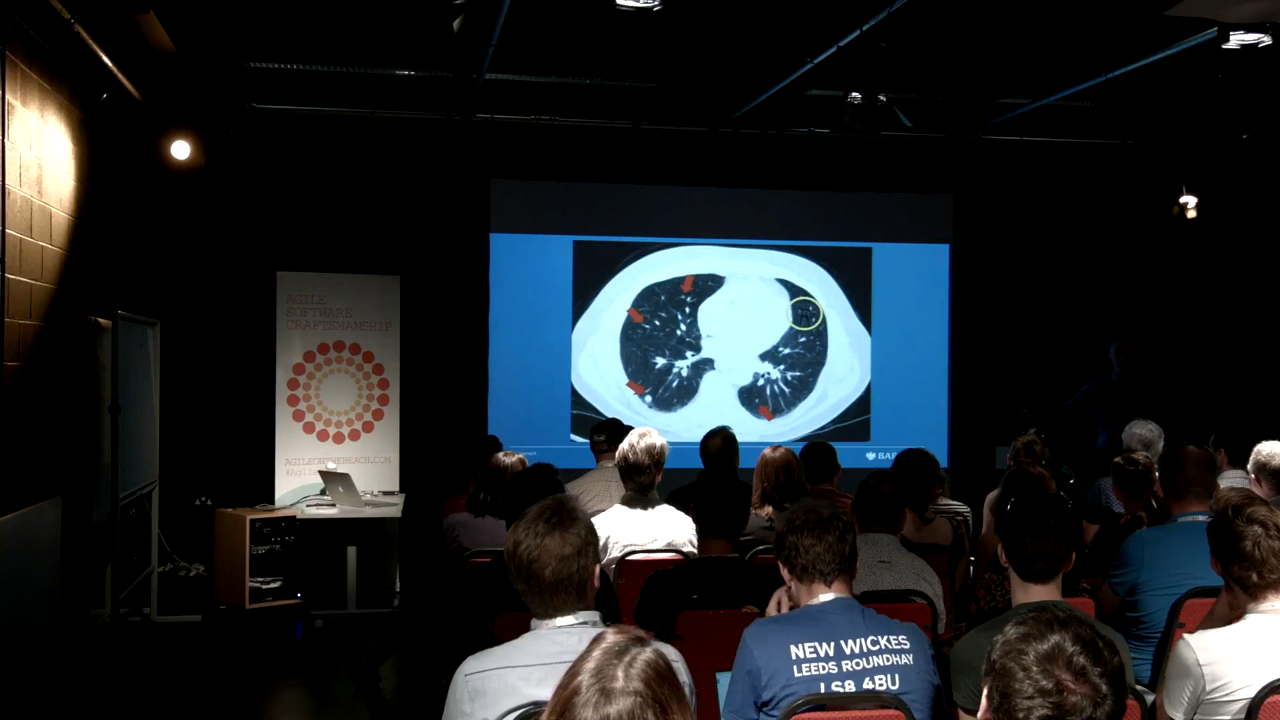 AGILE
SOFTWARE
CRAFTSMANSHIP
AGILEONTHEBEACH.COM
NEW WICKES
LEEDS ROUNDHAY
LS8 4BU